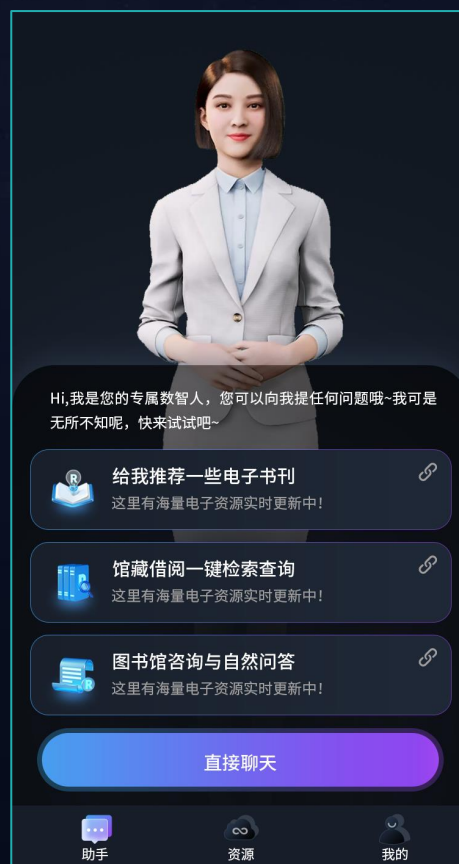 Hi,我是您的专属数智人，您可以向我提任何问题哦~我可是
无所不知呢，快来试试吧~
R
给我推荐一些电子书刊
这里有海量电子资源实时更新中！
馆藏借阅一键检索查询
这里有海量电子资源实时更新中！
图书馆咨询与自然问答
这里有海量电子资源实时更新中！
R
直接聊天
助手
资源
我的